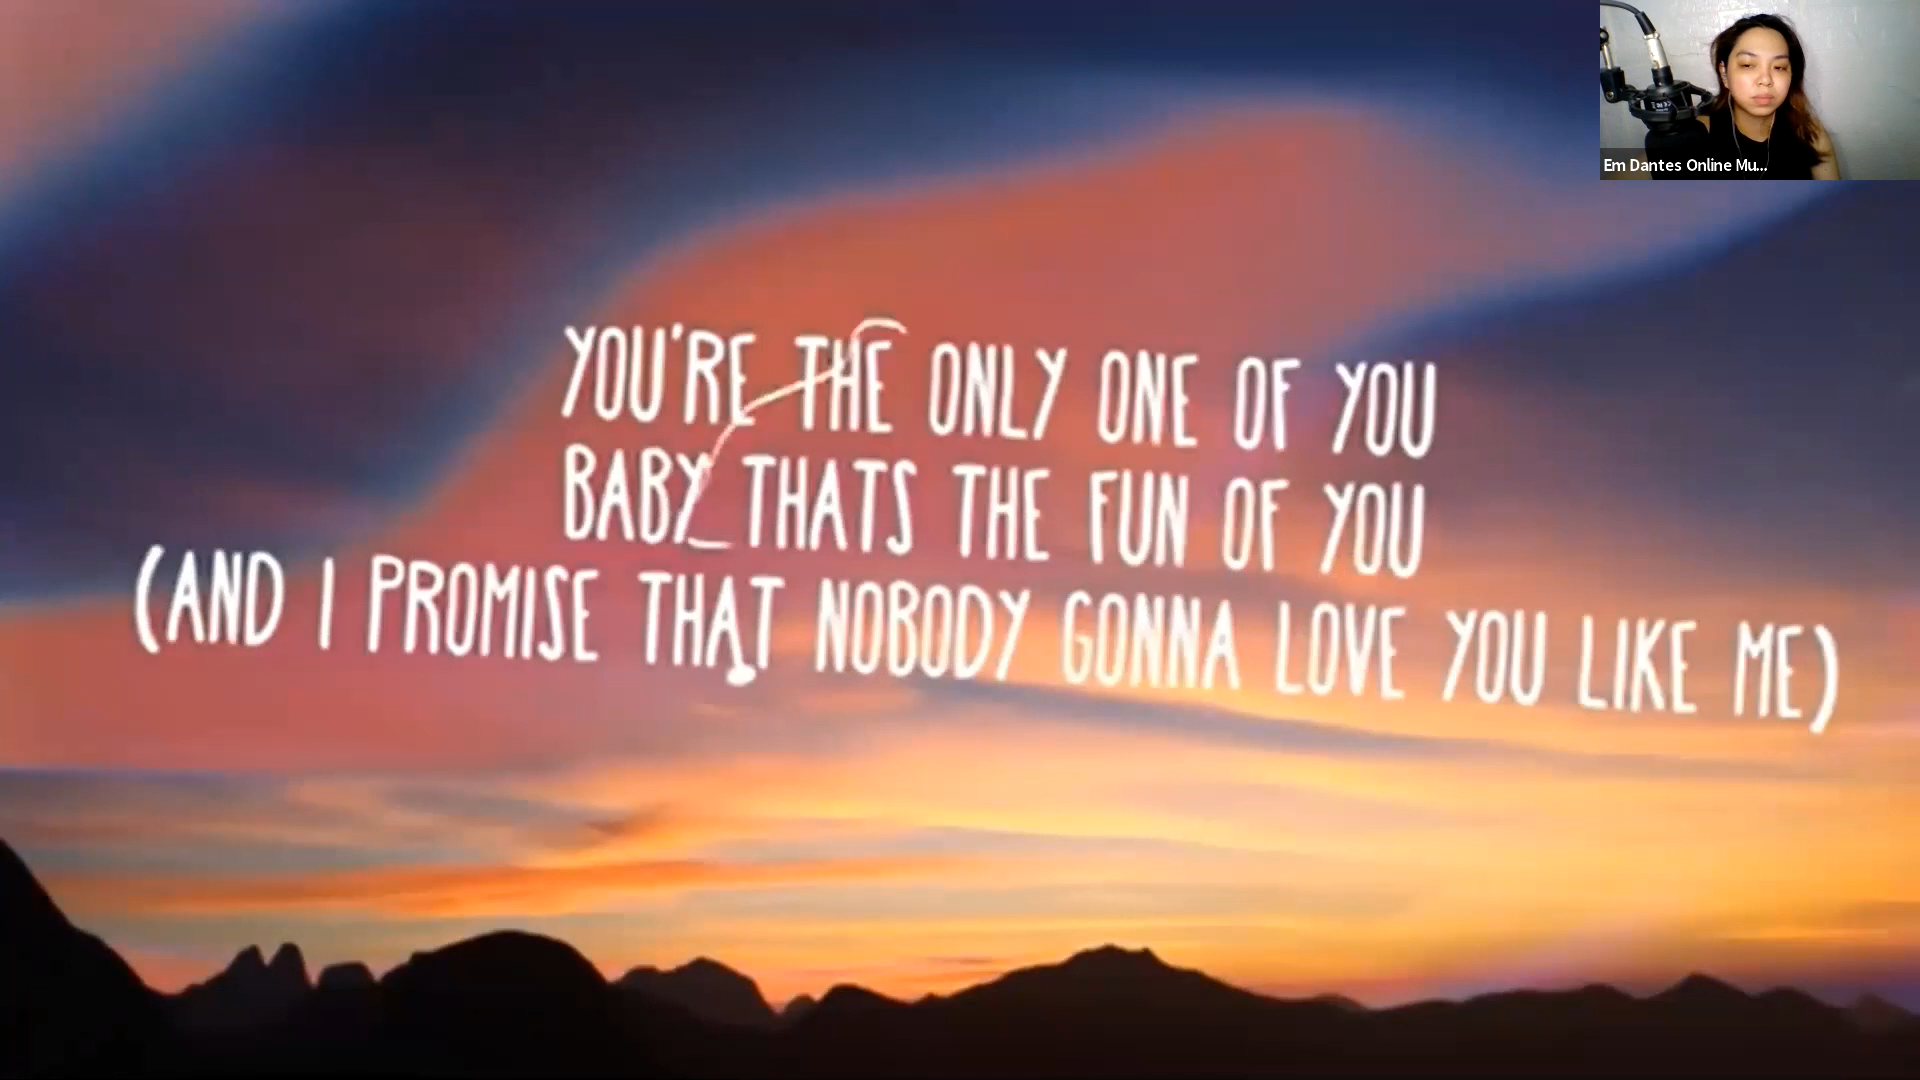 Em Dantes Online Mu...
YOU'RE THE ONLY ONE OF YOU
BABY THATS THE FUN OF YOU
(AND I PROMISE THAT NOBODY GONNA LOVE YOU LIKE ME)